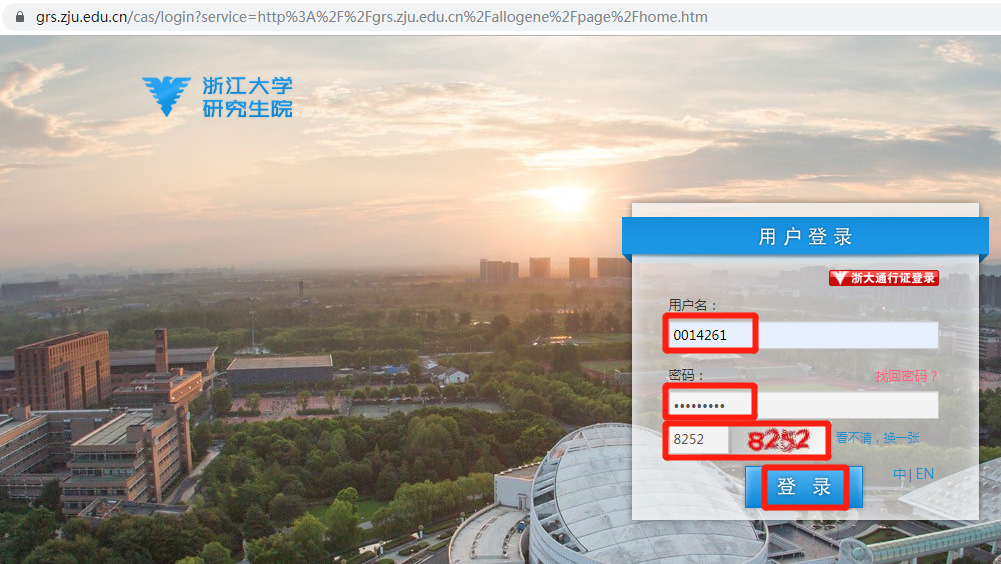 grs.zju.edu.cn/cas/login?service=http%3A%2F%2Fgrs.zju.edu.cn%2Fallogene%2Fpage%2Fhome.htm
浙江大学
研究生院
用户登录
浙大通行证登录
用户名：
0014261
密码：
找回密码？
•••••••••
8252
8252
看不清，换一张
中 | EN
登 录